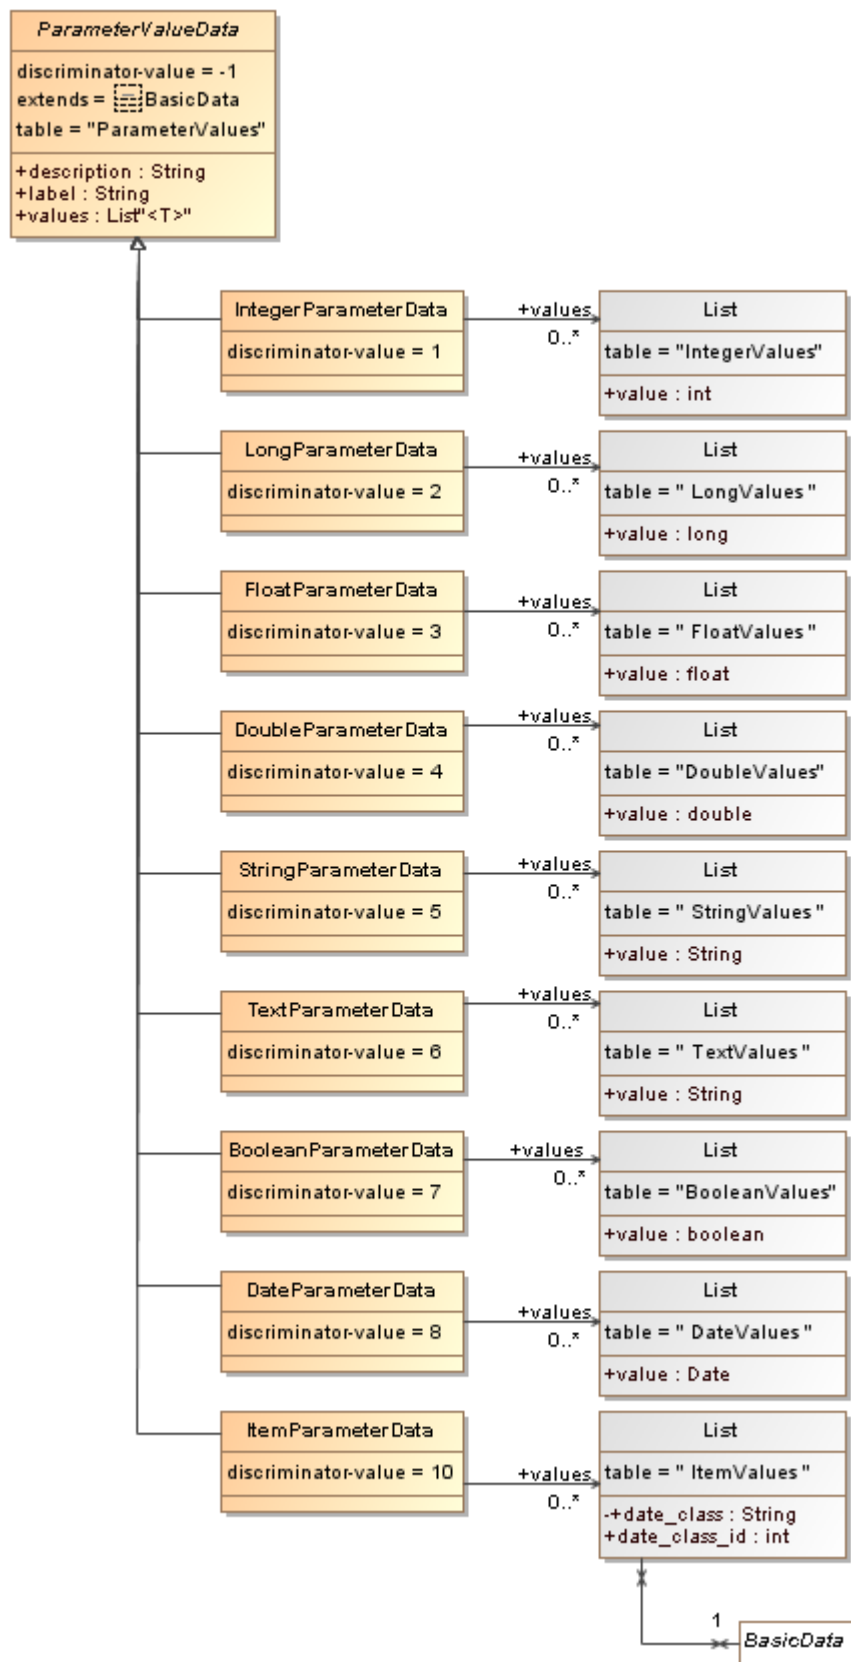 ParameterValueData
discriminator-value = -1
extends = BasicData
table = "ParameterValues"
+description : String
+label : String
+values : List"<T>"
IntegerParameterData
discriminator-value = 1
+values
0..*
List
table = "IntegerValues"
+value : int
LongParameterData
discriminator-value = 2
+values
0..*
List
table = " LongValues "
+value : long
FloatParameterData
discriminator-value = 3
+values
0..*
List
table = " FloatValues "
+value : float
DoubleParameterData
discriminator-value = 4
+values
0..*
List
table = "DoubleValues"
+value : double
StringParameterData
discriminator-value = 5
+values
0..*
List
table = " StringValues "
+value : String
TextParameterData
discriminator-value = 6
+values
0..*
List
table = " TextValues "
+value : String
BooleanParameterData
discriminator-value = 7
+values
0..*
List
table = "BooleanValues"
+value : boolean
DateParameterData
discriminator-value = 8
+values
0..*
List
table = " DateValues "
+value : Date
ItemParameterData
discriminator-value = 10
+values
0..*
List
table = " ItemValues "
-+date_class : String
+date_class_id : int
1
BasicData